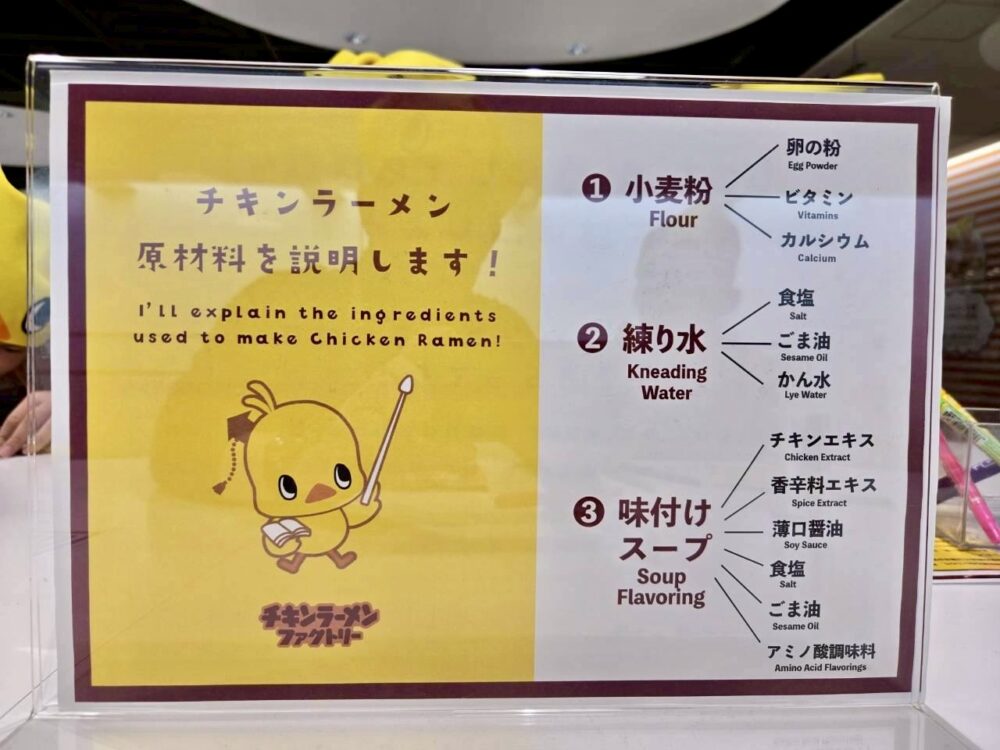 チキンラーメン
原材料を説明します!
I'll explain the ingredients
used to make Chicken Ramen!
チキンラーメン
ファクトリー
❶ 小麦粉
Flour
卵の粉
Egg Powder
ビタミン
Vitamins
カルシウム
Calcium
❷ 練り水
Kneading
Water
食塩
Salt
ごま油
Sesame Oil
かん水
Lye Water
❸ 味付け
スープ
Soup
Flavoring
チキンエキス
Chicken Extract
香辛料エキス
Spice Extract
薄口醤油
Soy Sauce
食塩
Salt
ごま油
Sesame Oil
アミノ酸調味料
Amino Acid Flavorings